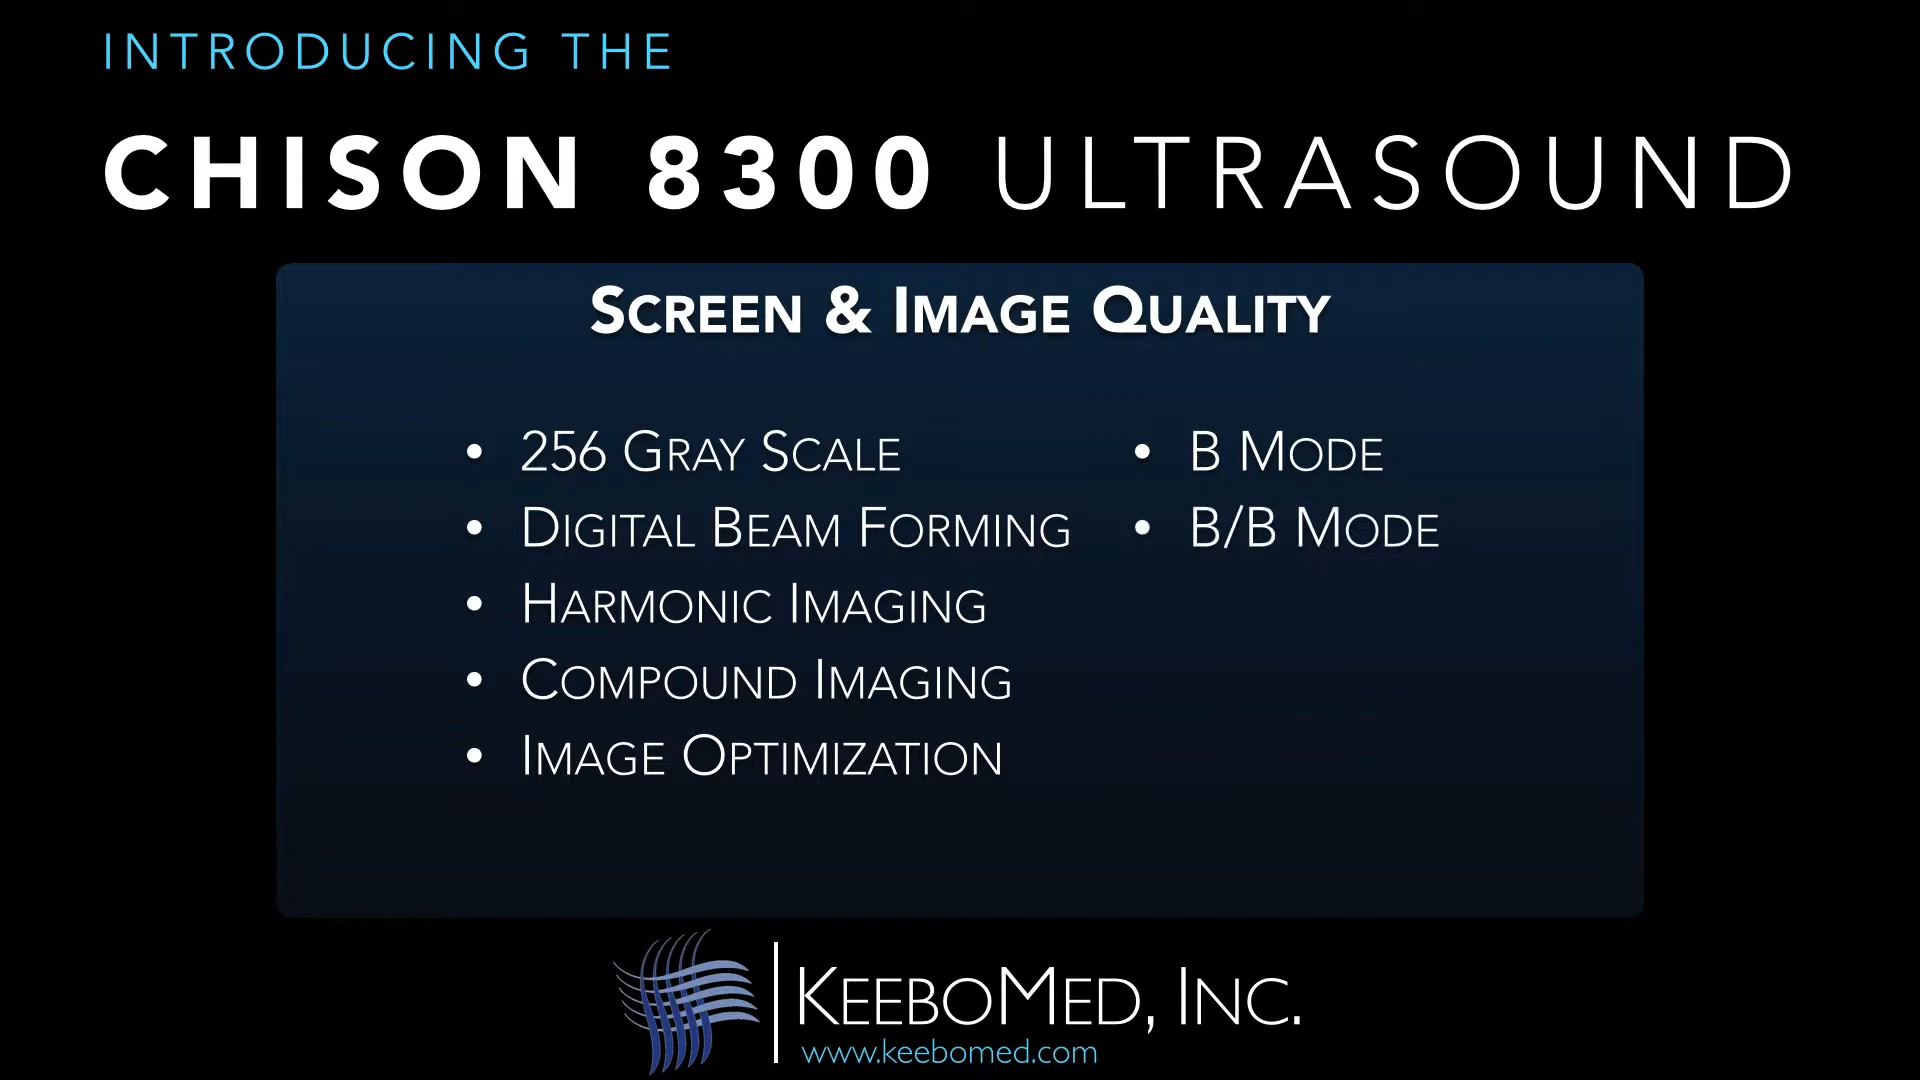 INTRODUCING THE
CHISON 8300 ULTRASOUND
SCREEN & IMAGE QUALITY
• 256 GRAY SCALE
• DIGITAL BEAM FORMING
• HARMONIC IMAGING
• COMPOUND IMAGING
• IMAGE OPTIMIZATION
• B MODE
• B/B MODE
KEEBOMED, INC.
www.keebomed.com